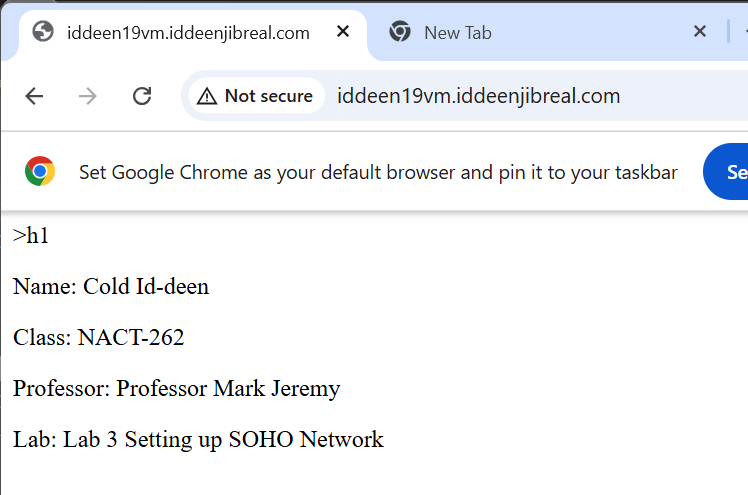 iddeen19vm.iddeenjibreal.com New Tab
Not secure iddeen19vm.iddeenjibreal.com
Set Google Chrome as your default browser and pin it to your taskbar Se
>h1
Name: Cold Id-deen
Class: NACT-262
Professor: Professor Mark Jeremy
Lab: Lab 3 Setting up SOHO Network